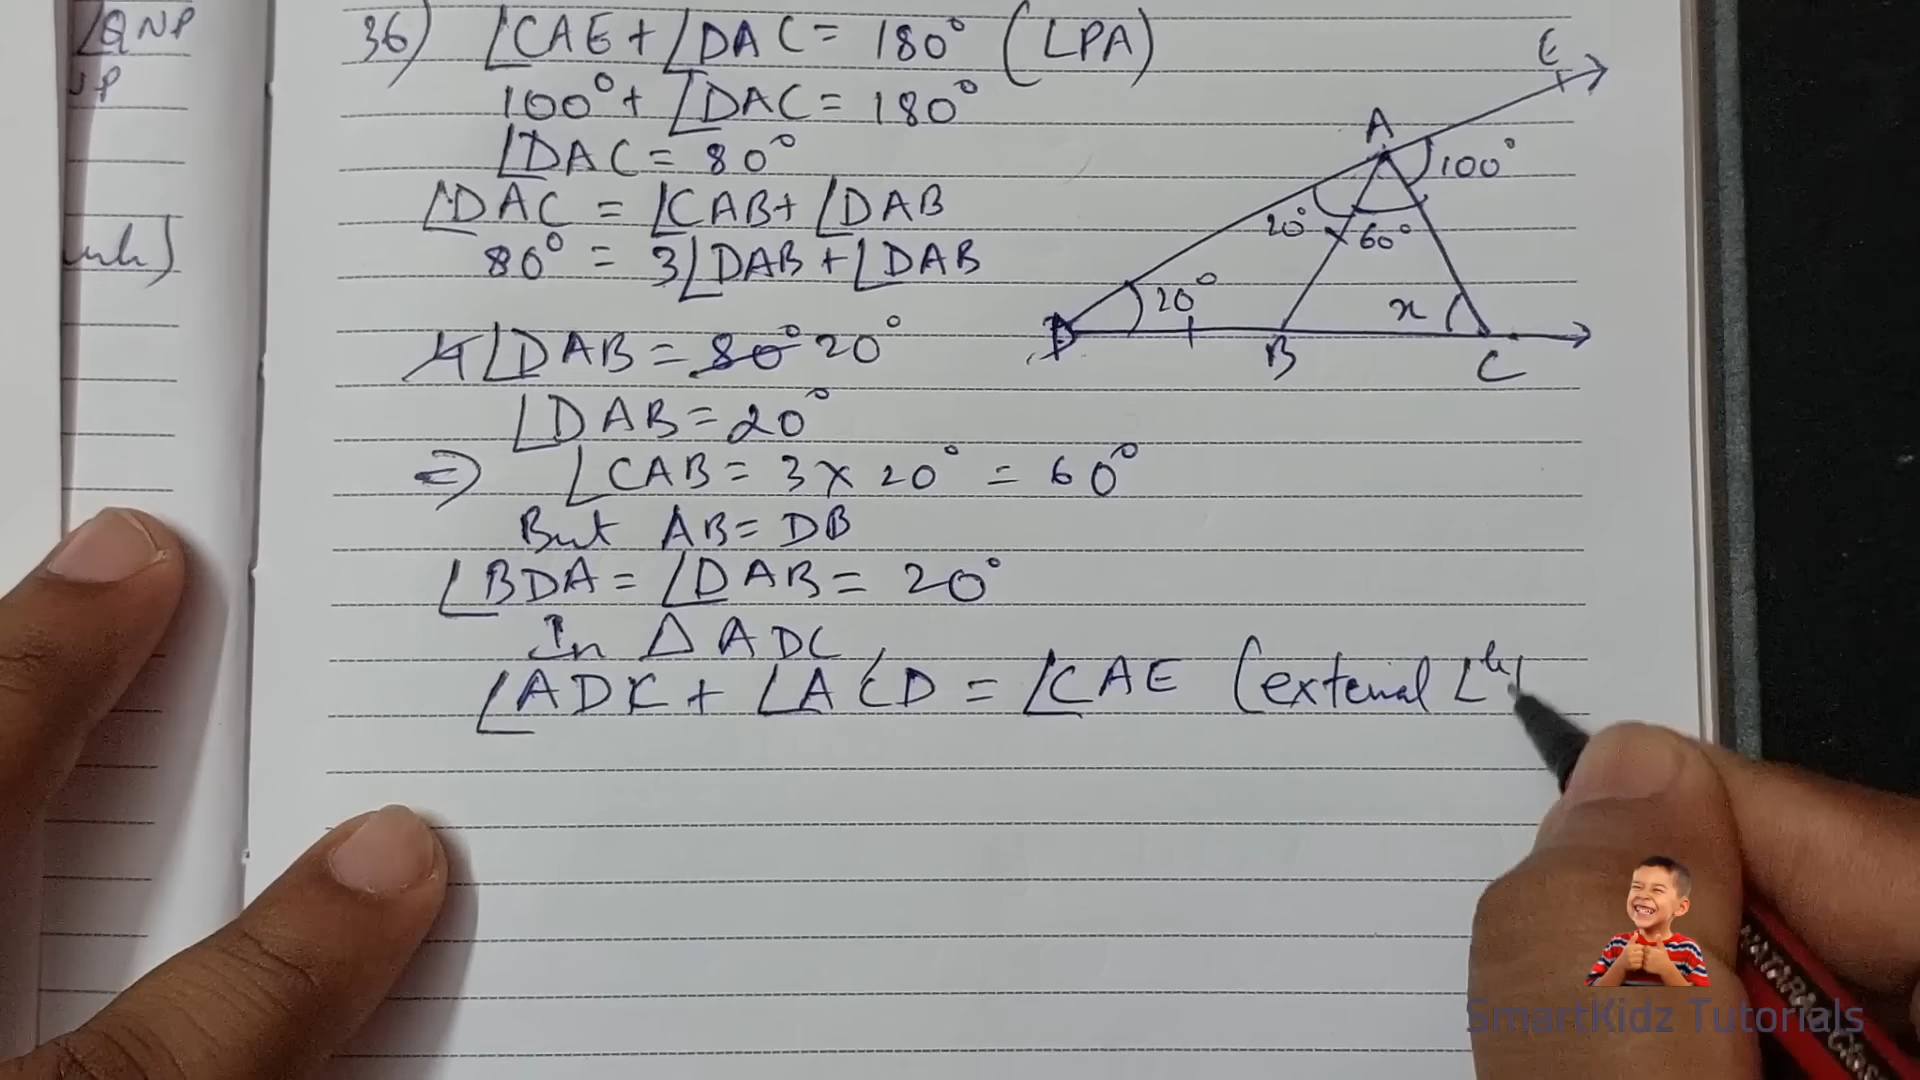 ∠QNP
36) ∠CAE + ∠DAC = 180° (LPA)
100° + ∠DAC = 180°
∠DAC = 80°
∠DAC = ∠CAB + ∠DAB
80° = 3∠DAB + ∠DAB
4∠DAB = 80° 20°
∠DAB = 20°
⇒ ∠CAB = 3 × 20° = 60°
But AB = DB
∠BDA = ∠DAB = 20°
In △ ADC
∠ADC + ∠ACD = ∠CAE (external ∠
E
A
100°
20° 60°
20°
x
D
B
C
SmartKidz Tutorials